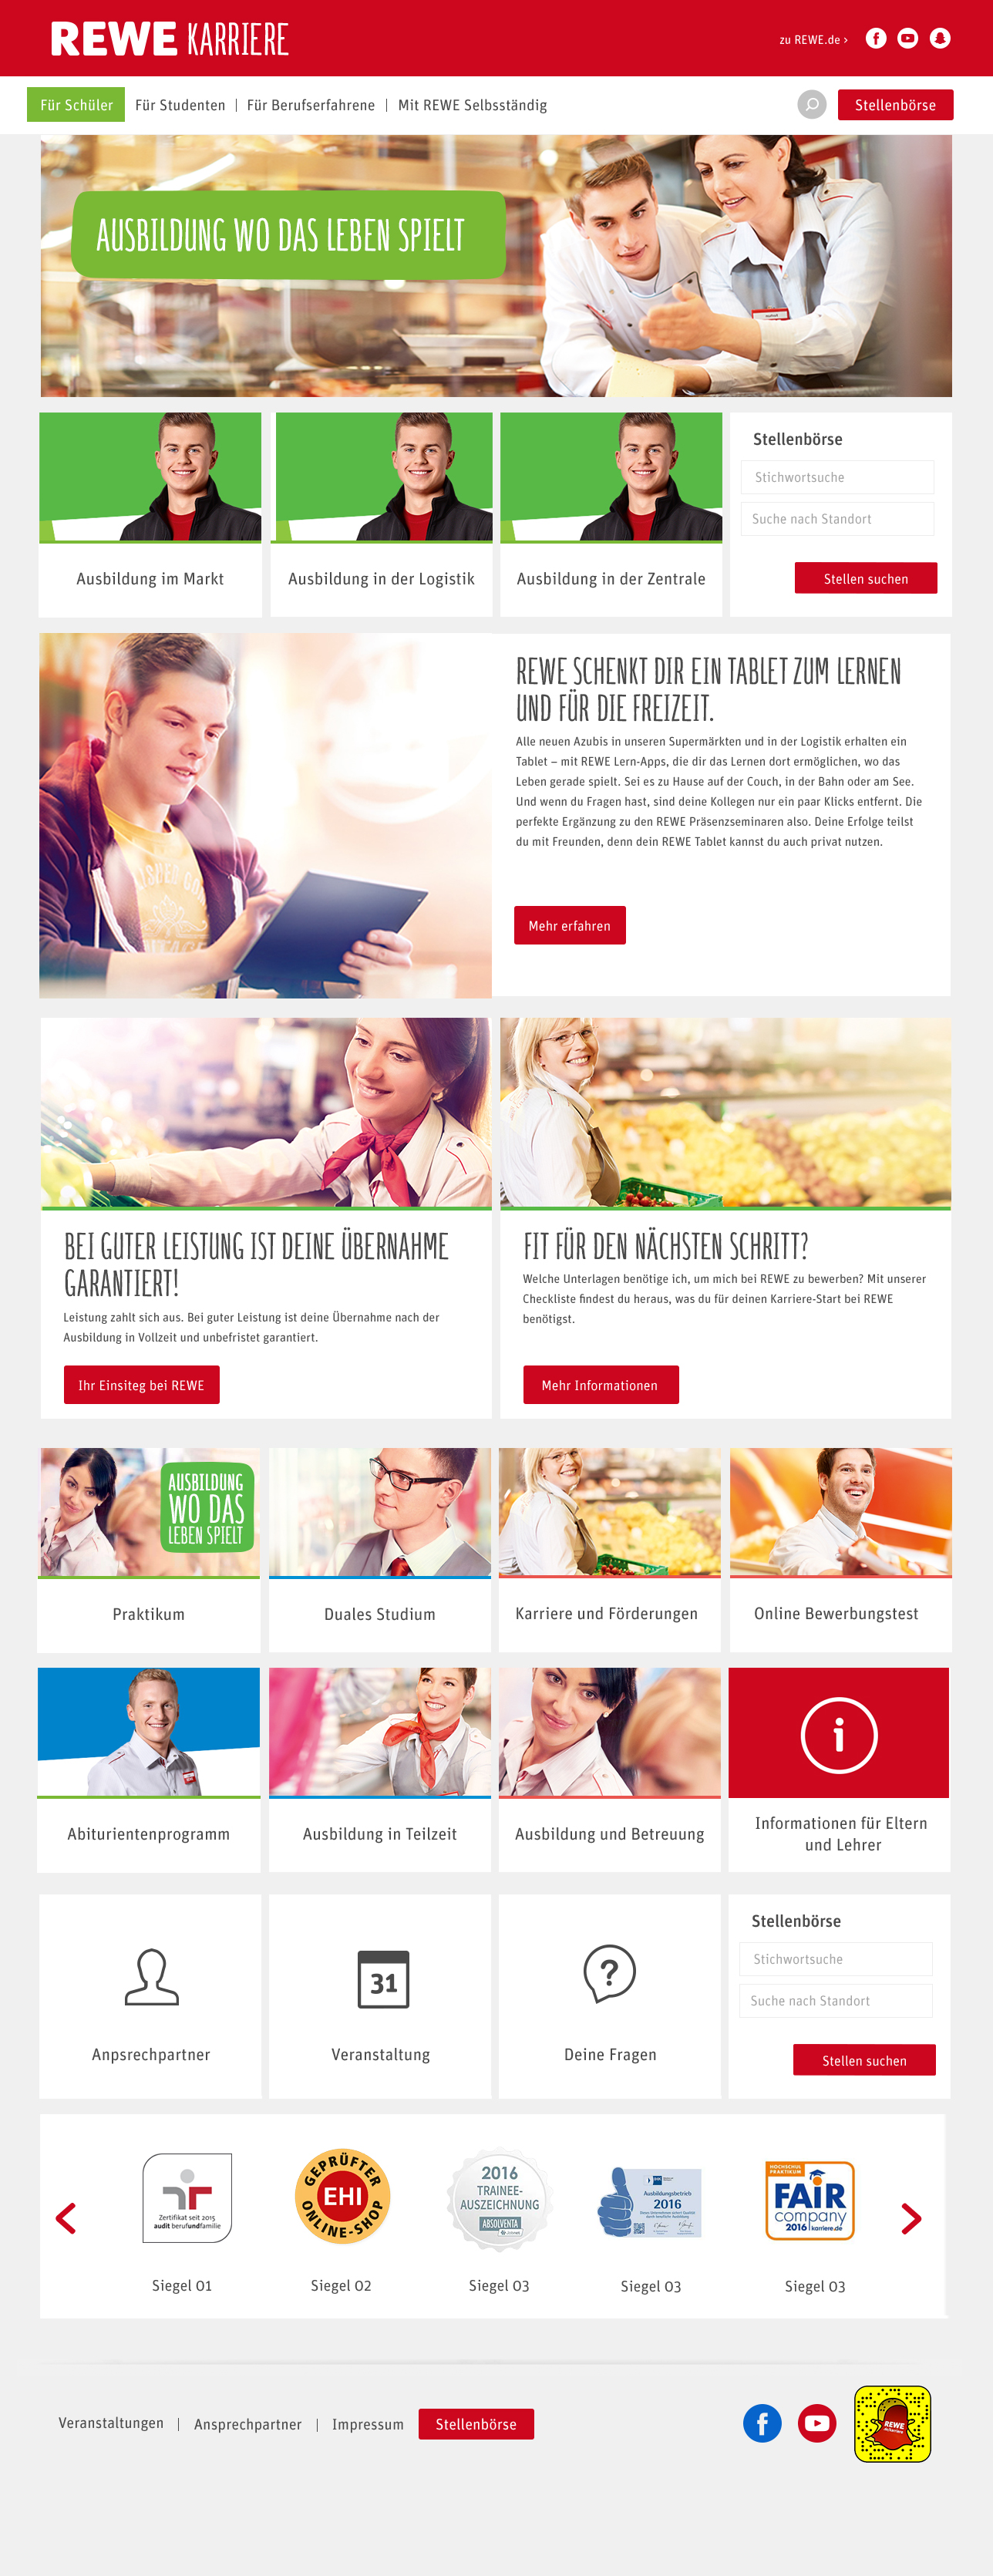 REWE KARRIERE
zu REWE.de ›
Für Schüler
Für Studenten | Für Berufserfahrene | Mit REWE Selbsständig
Stellenbörse
AUSBILDUNG WO DAS LEBEN SPIELT
Ausbildung im Markt
Ausbildung in der Logistik
Ausbildung in der Zentrale
Stellenbörse
Stichwortsuche
Suche nach Standort
Stellen suchen
REWE SCHENKT DIR EIN TABLET ZUM LERNEN
UND FÜR DIE FREIZEIT.
Alle neuen Azubis in unseren Supermärkten und in der Logistik erhalten ein
Tablet – mit REWE Lern-Apps, die dir das Lernen dort ermöglichen, wo das
Leben gerade spielt. Sei es zu Hause auf der Couch, in der Bahn oder am See.
Und wenn du Fragen hast, sind deine Kollegen nur ein paar Klicks entfernt. Die
perfekte Ergänzung zu den REWE Präsenzseminaren also. Deine Erfolge teilst
du mit Freunden, denn dein REWE Tablet kannst du auch privat nutzen.
Mehr erfahren
BEI GUTER LEISTUNG IST DEINE ÜBERNAHME
GARANTIERT!
Leistung zahlt sich aus. Bei guter Leistung ist deine Übernahme nach der
Ausbildung in Vollzeit und unbefristet garantiert.
Ihr Einsiteg bei REWE
FIT FÜR DEN NÄCHSTEN SCHRITT?
Welche Unterlagen benötige ich, um mich bei REWE zu bewerben? Mit unserer
Checkliste findest du heraus, was du für deinen Karriere-Start bei REWE
benötigst.
Mehr Informationen
AUSBILDUNG
WO DAS
LEBEN SPIELT
Praktikum
Duales Studium
Karriere und Förderungen
Online Bewerbungstest
Abiturientenprogramm
Ausbildung in Teilzeit
Ausbildung und Betreuung
Informationen für Eltern
und Lehrer
Anpsrechpartner
31
Veranstaltung
?
Deine Fragen
Stellenbörse
Stichwortsuche
Suche nach Standort
Stellen suchen
Zertifikat seit 2015
audit berufundfamilie
Siegel 01
GEPRÜFTER
EHI
ONLINE-SHOP
Siegel 02
2016
TRAINEE-
AUSZEICHNUNG
ABSOLVENTA
Siegel 03
Ausbildungsbetrieb
2016
Siegel 03
HOCHSCHUL
PRAKTIKUM
FAIR
company
2016 | karriere.de
Siegel 03
Veranstaltungen | Ansprechpartner | Impressum
Stellenbörse
REWE